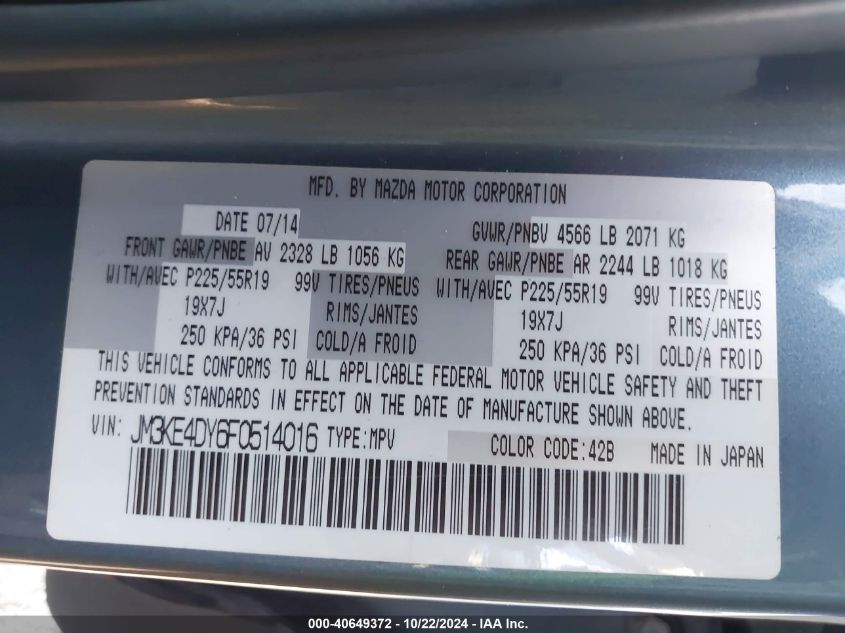 MFD. BY MAZDA MOTOR CORPORATION
DATE 07/14 GVWR/PNBV 4566 LB 2071 KG
FRONT GAWR/PNBE AV 2328 LB 1056 KG REAR GAWR/PNBE AR 2244 LB 1018 KG
WITH/AVEC P225/55R19 99V TIRES/PNEUS WITH/AVEC P225/55R19 99V TIRES/PNEUS
19X7J RIMS/JANTES 19X7J RIMS/JANTES
250 KPA/36 PSI COLD/A FROID 250 KPA/36 PSI COLD/A FROID
THIS VEHICLE CONFORMS TO ALL APPLICABLE FEDERAL MOTOR VEHICLE SAFETY AND THEFT
PREVENTION STANDARDS IN EFFECT ON THE DATE OF MANUFACTURE SHOWN ABOVE.
VIN: JM3KE4DY6F0514016 TYPE:MPV COLOR CODE:42B MADE IN JAPAN
000-40649372 - 10/22/2024 - IAA Inc.